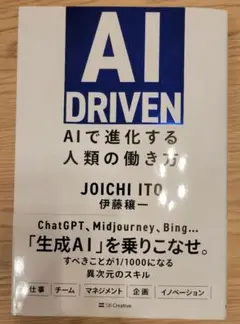 AI
DRIVEN
AIで進化する
人類の働き方
JOICHI ITO
伊藤穰一
ChatGPT、Midjourney、Bing...
「生成AI」を乗りこなせ。
すべきことが1/1000になる
異次元のスキル
仕事 チーム マネジメント 企画 イノベーション
SB Creative